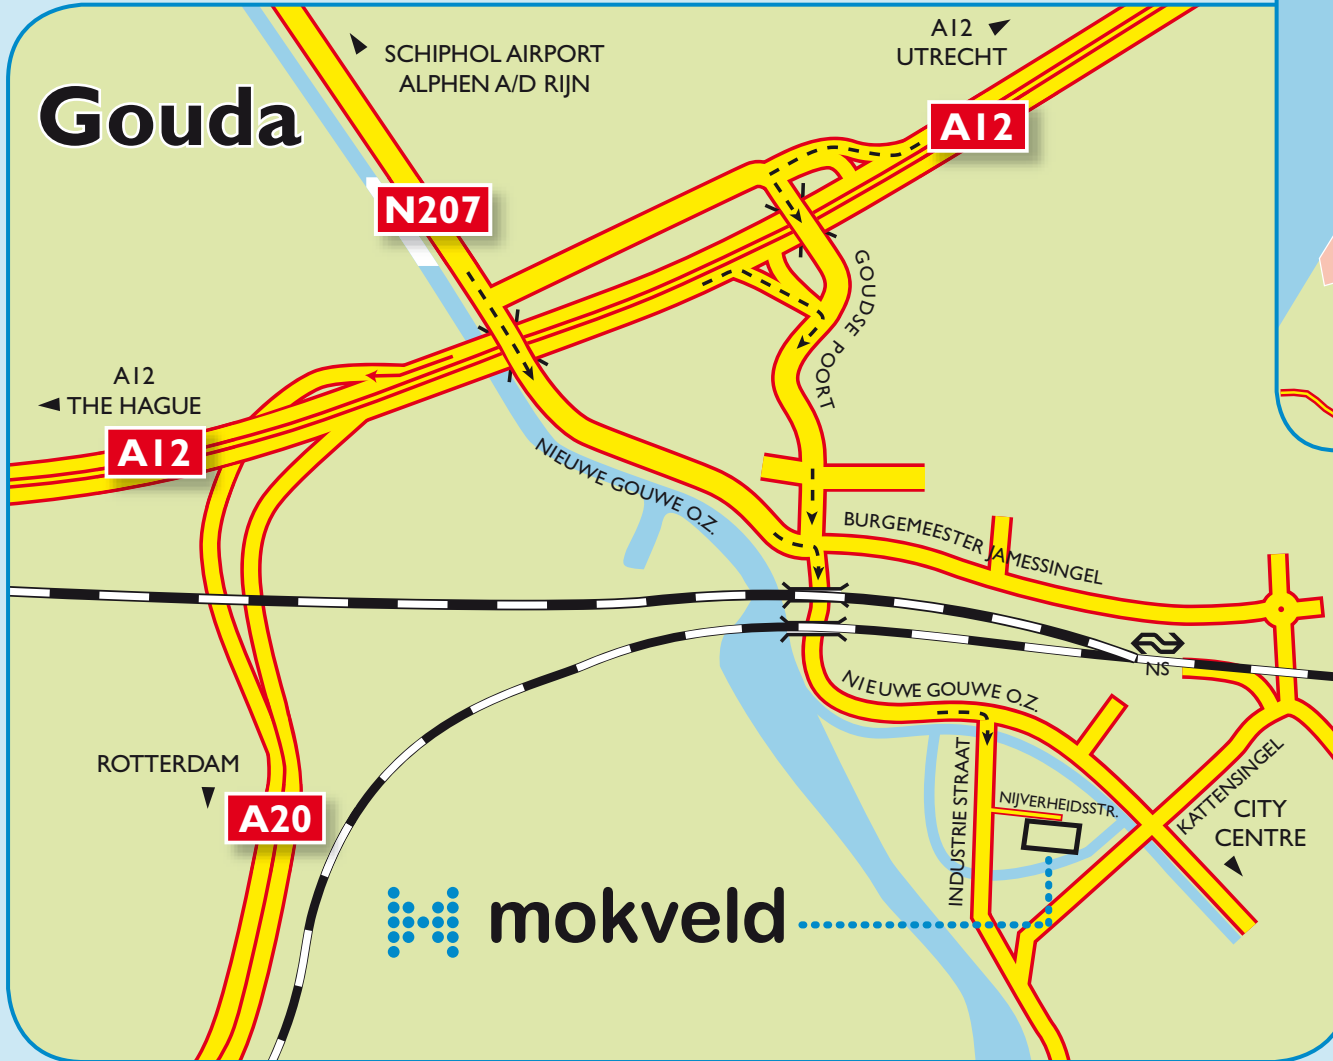 A12
UTRECHT
SCHIPHOL AIRPORT
ALPHEN A/D RIJN
Gouda
A12
N207
GOUDSE POORT
A12
THE HAGUE
A12
NIEUWE GOUWE O.Z.
BURGEMEESTER JAMESSINGEL
NS
NIEUWE GOUWE O.Z.
ROTTERDAM
A20
INDUSTRIE STRAAT
NIJVERHEIDSSTR.
KATTENSINGEL
CITY
CENTRE
mokveld